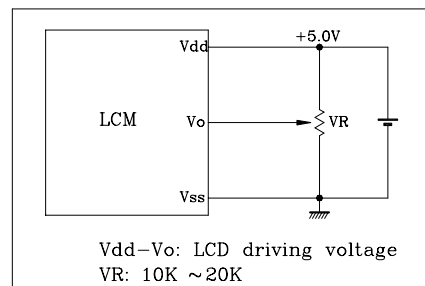 +5.0V
Vdd
LCM
Vo
VR
Vss
Vdd-Vo: LCD driving voltage
VR: 10K ~20K